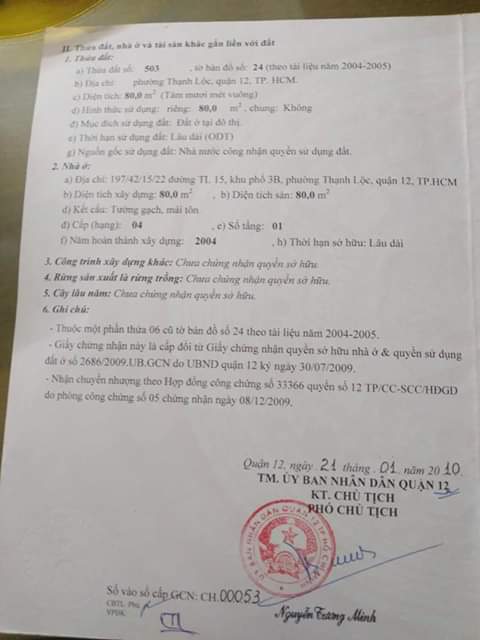 II. Thửa đất, nhà ở và tài sản khác gắn liền với đất
1. Thửa đất:
a) Thửa đất số: 503 , tờ bản đồ số: 24 (theo tài liệu năm 2004-2005)
b) Địa chỉ: phường Thạnh Lộc, quận 12, TP. HCM.
c) Diện tích: 80,0 m² (Tám mươi mét vuông)
d) Hình thức sử dụng: riêng: 80,0 m², chung: Không
đ) Mục đích sử dụng đất: Đất ở tại đô thị.
e) Thời hạn sử dụng đất: Lâu dài (ODT)
g) Nguồn gốc sử dụng đất: Nhà nước công nhận quyền sử dụng đất.
2. Nhà ở:
a) Địa chỉ: 197/42/15/22 đường TL 15, khu phố 3B, phường Thạnh Lộc, quận 12, TP.HCM
b) Diện tích xây dựng: 80,0 m² , b) Diện tích sàn: 80,0 m²
d) Kết cấu: Tường gạch, mái tôn
đ) Cấp (hạng): 04 , e) Số tầng: 01
f) Năm hoàn thành xây dựng: 2004 , h) Thời hạn sở hữu: Lâu dài
3. Công trình xây dựng khác: Chưa chứng nhận quyền sở hữu.
4. Rừng sản xuất là rừng trồng: Chưa chứng nhận quyền sở hữu.
5. Cây lâu năm: Chưa chứng nhận quyền sở hữu.
6. Ghi chú:
- Thuộc một phần thửa 06 cũ tờ bản đồ số 24 theo tài liệu năm 2004-2005.
- Giấy chứng nhận này là cấp đổi từ Giấy chứng nhận quyền sở hữu nhà ở & quyền sử dụng
đất ở số 2686/2009.UB.GCN do UBND quận 12 ký ngày 30/07/2009.
- Nhận chuyển nhượng theo Hợp đồng công chứng số 33366 quyển số 12 TP/CC-SCC/HĐGD
do phòng công chứng số 05 chứng nhận ngày 08/12/2009.
Quận 12, ngày 21 tháng 01 năm 2010.
TM. ỦY BAN NHÂN DÂN QUẬN 12
KT. CHỦ TỊCH
PHÓ CHỦ TỊCH
ỦY BAN NHÂN DÂN QUẬN 12 TP HỒ CHÍ MINH
Số vào sổ cấp GCN: CH.00053
Nguyễn Trọng Minh